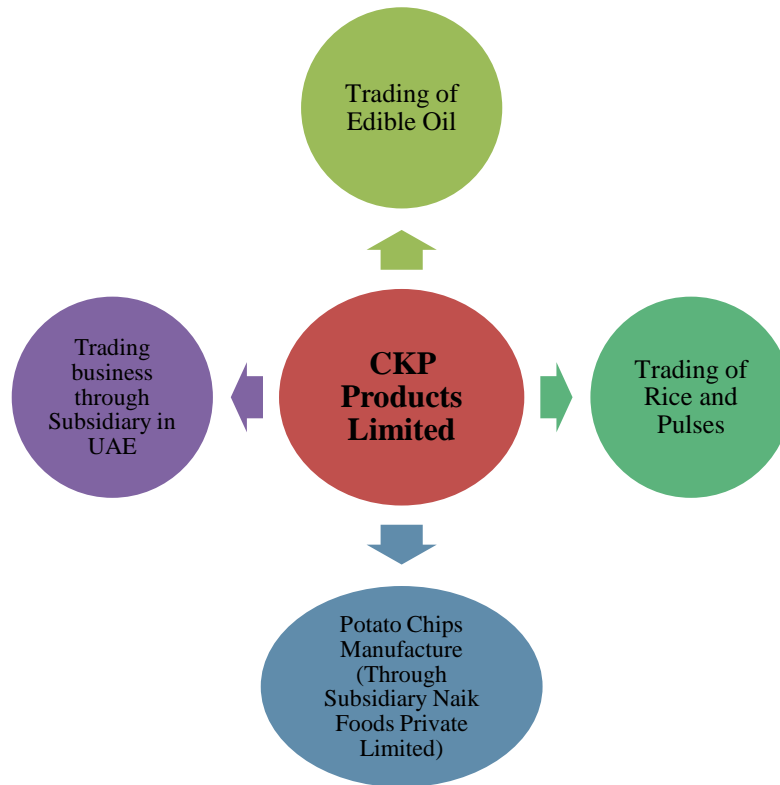 Trading of
Edible Oil
Trading
business
through
Subsidiary in
UAE
CKP
Products
Limited
Trading of
Rice and
Pulses
Potato Chips
Manufacture
(Through
Subsidiary Naik
Foods Private
Limited)